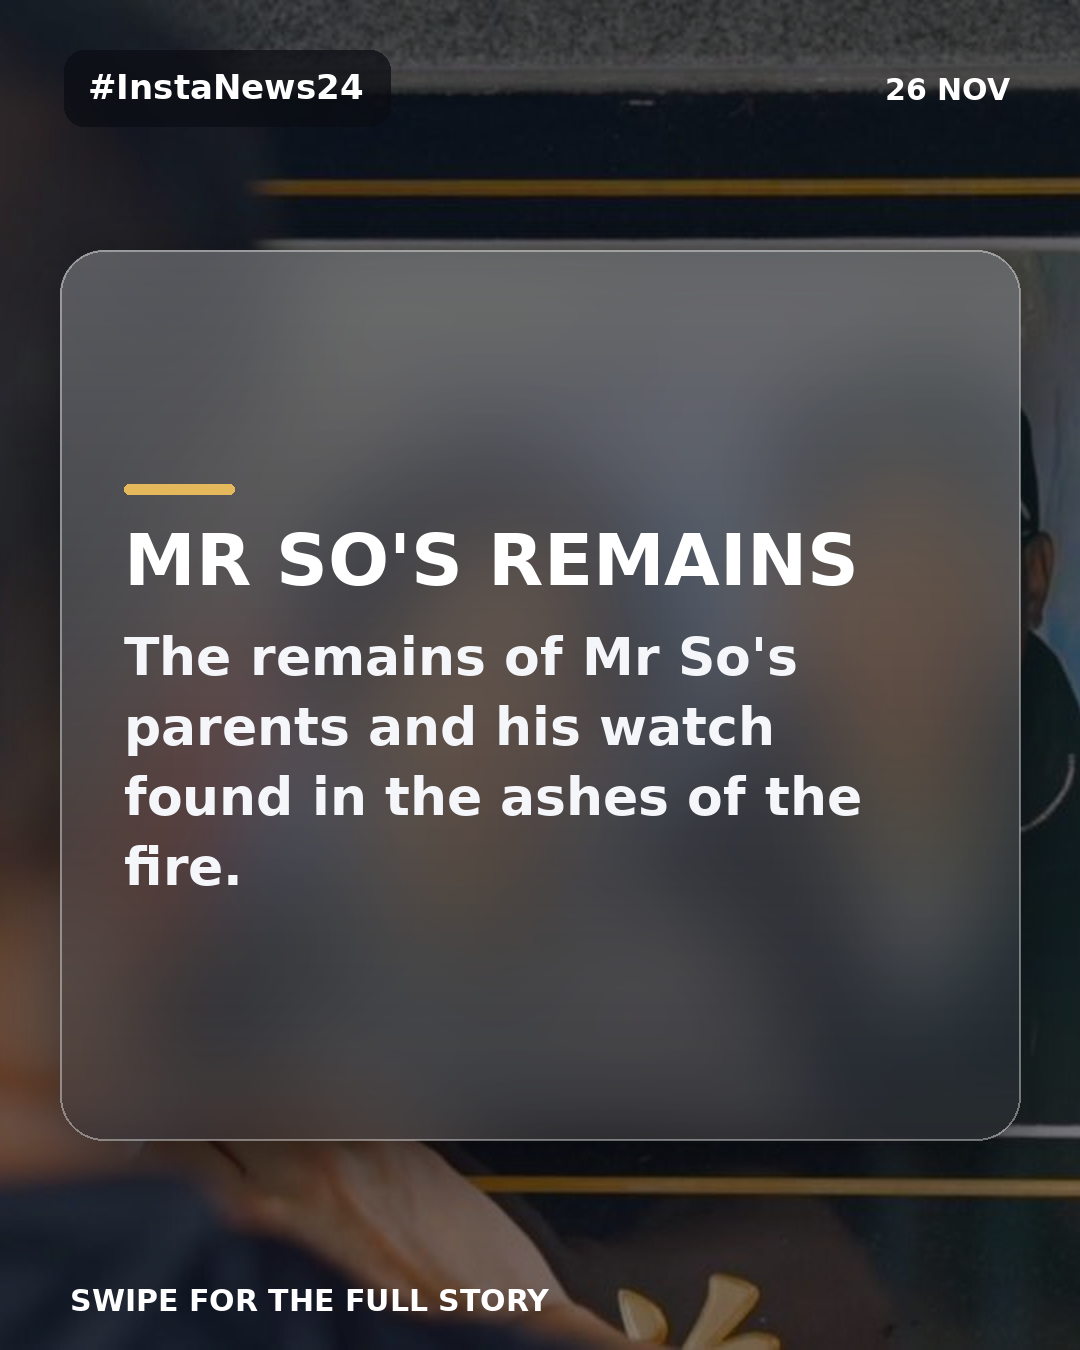 #InstaNews24
26 NOV
MR SO'S REMAINS
The remains of Mr So's
parents and his watch
found in the ashes of the
fire.
SWIPE FOR THE FULL STORY